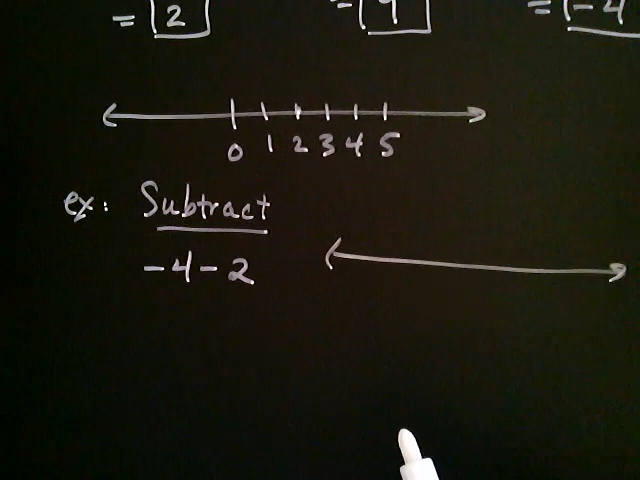 = 2 = 9 = -4
0 1 2 3 4 5
ex: Subtract
-4-2